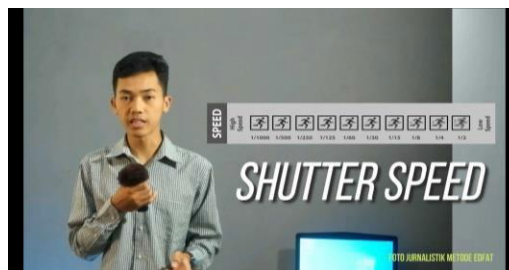 SPEED
High Speed
1/1000 1/500 1/250 1/125 1/60 1/30 1/15 1/8 1/4 1/2
Low Speed
SHUTTER SPEED
FOTO JURNALISTIK METODE EDFAT